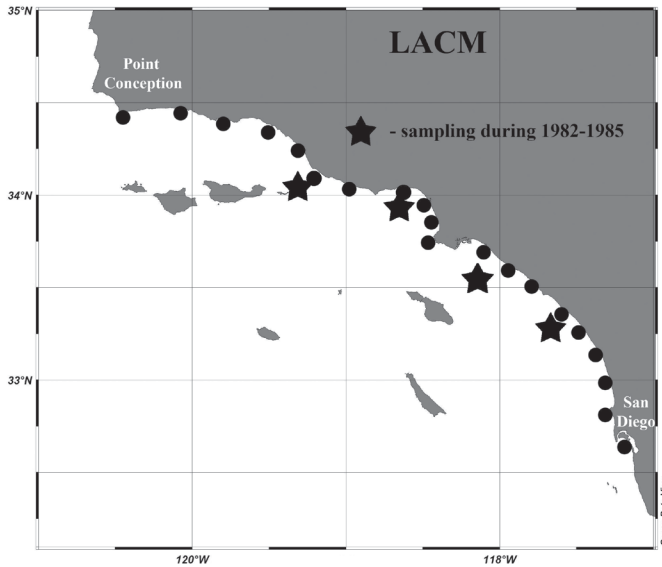 35°N
LACM
Point
Conception
- sampling during 1982-1985
34°N
33°N
San
Diego
120°W
118°W